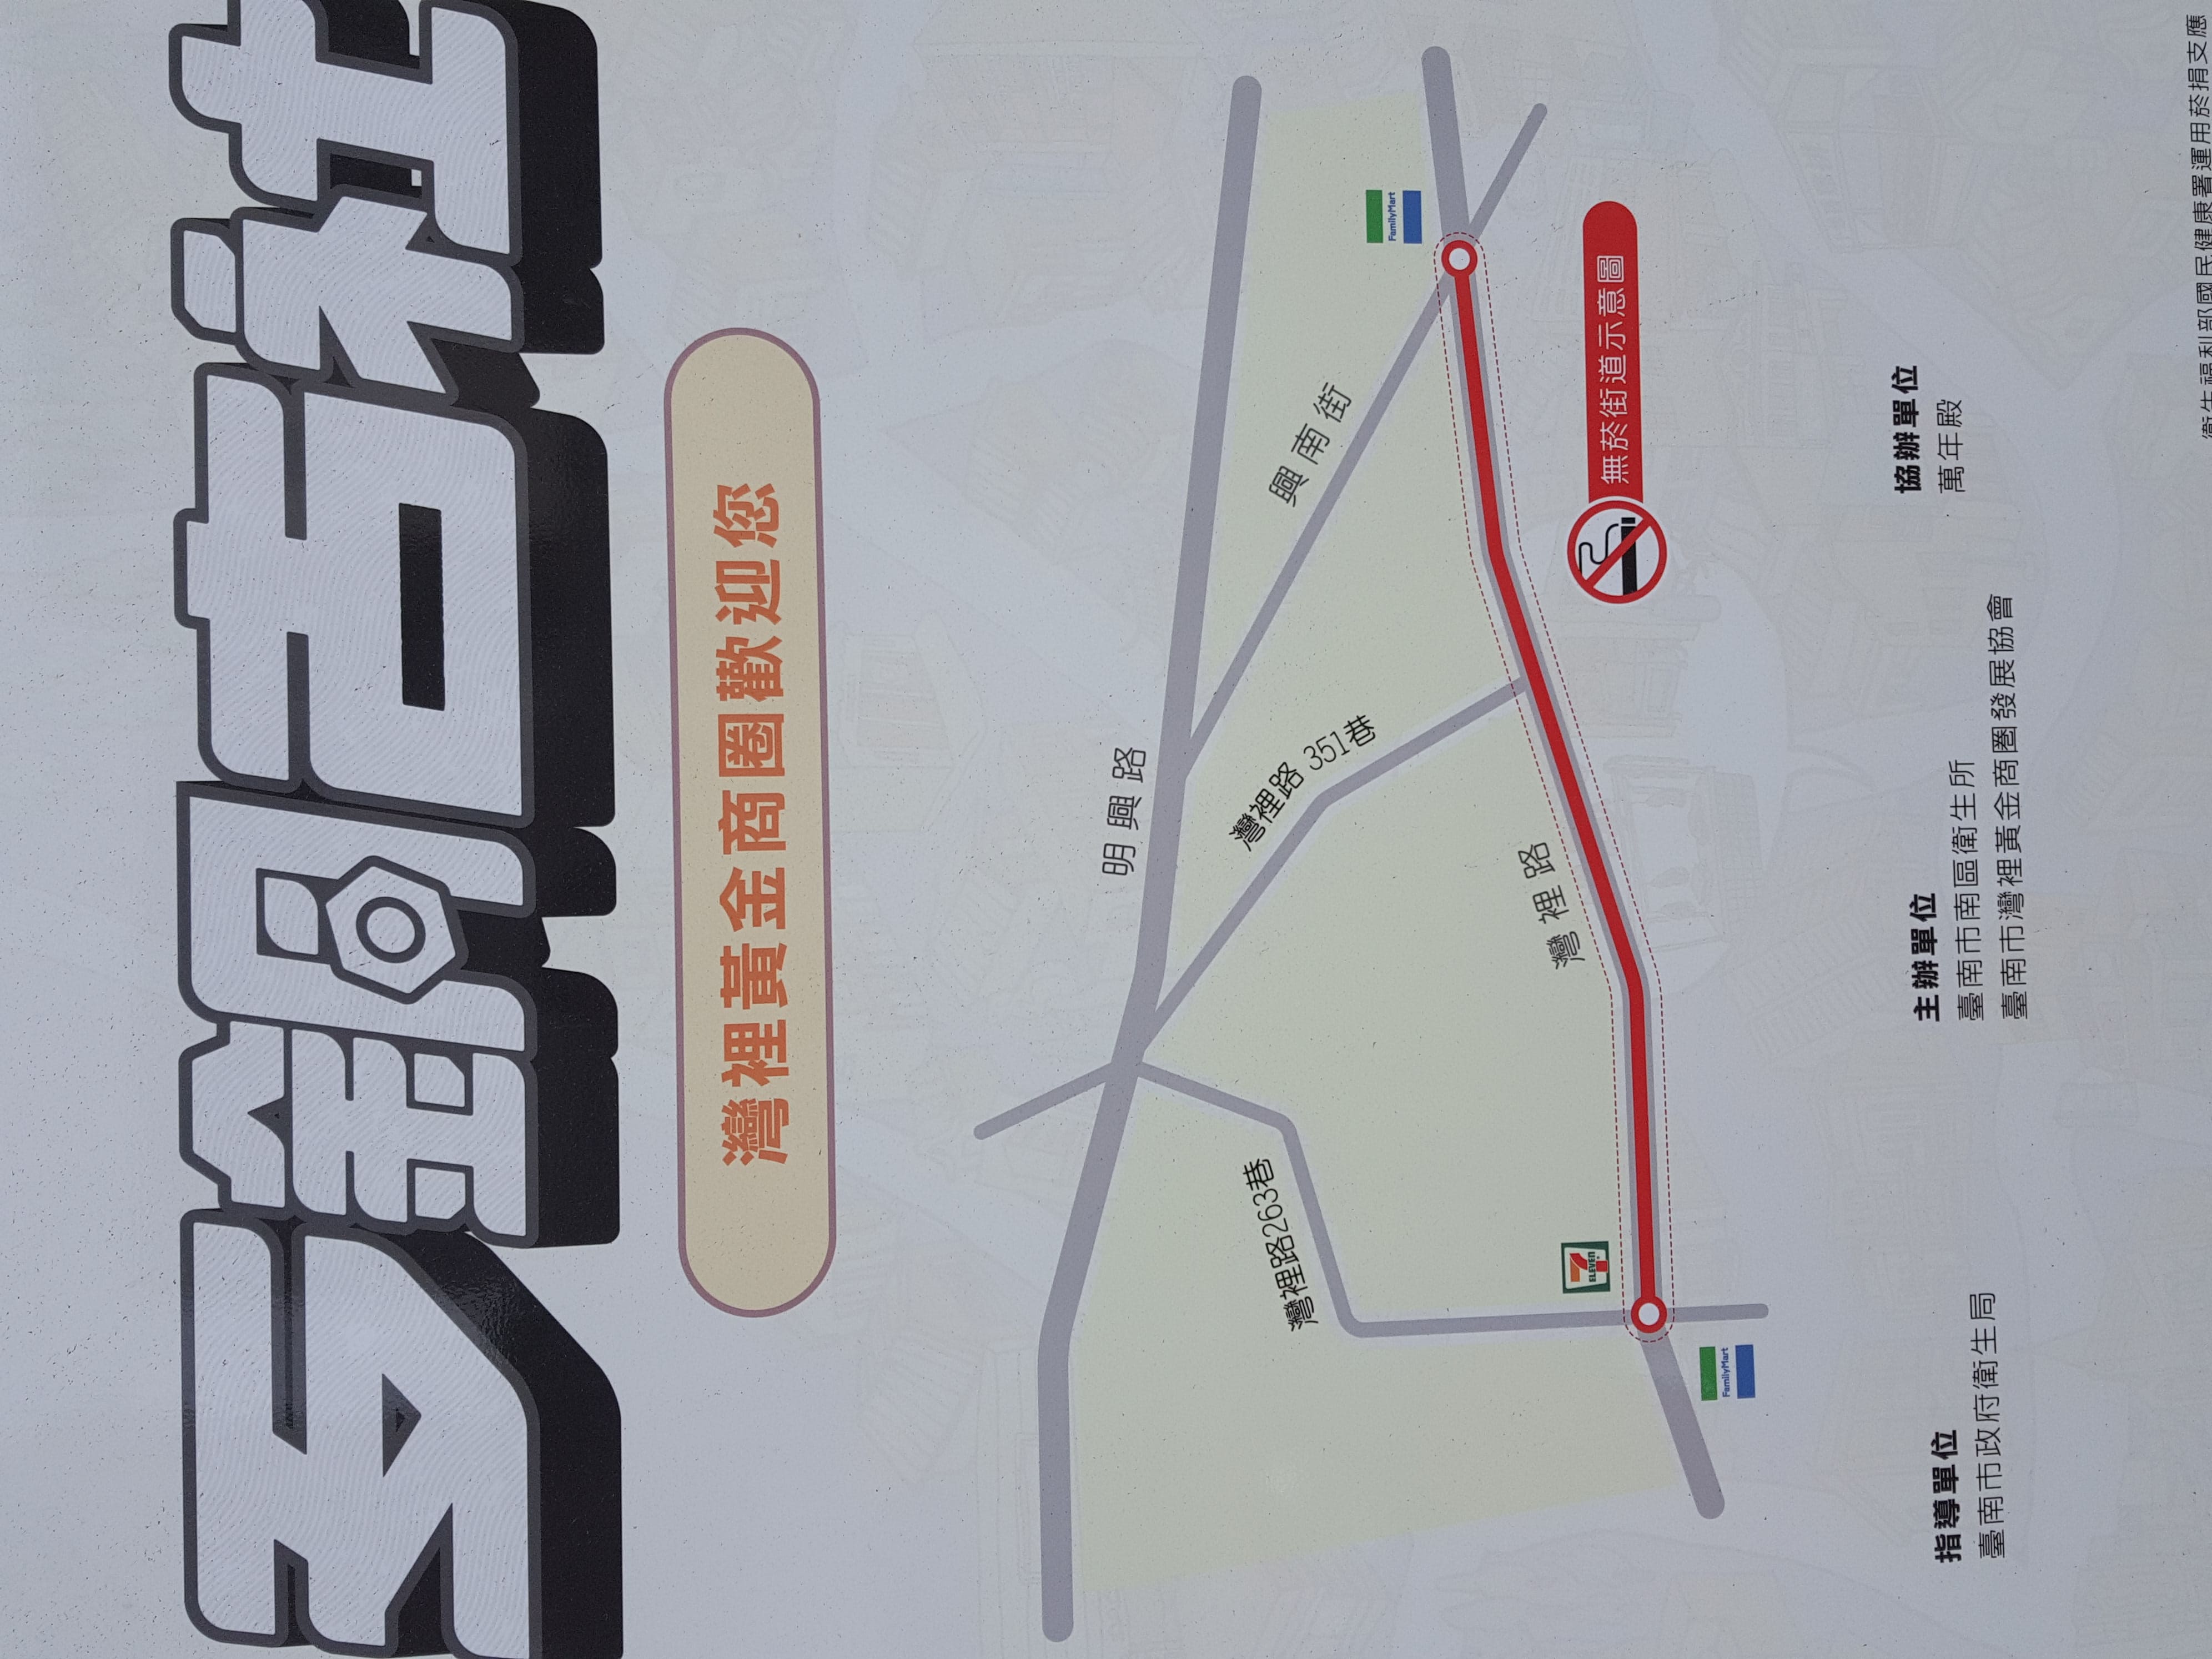 灣裡黃金商圈歡迎您
明興路
興南街
灣裡路 351巷
灣裡路263巷
灣裡路
FamilyMart
7 ELEVEN
FamilyMart
無菸街道示意圖
指導單位
臺南市政府衛生局
主辦單位
臺南市南區衛生所
臺南市灣裡黃金商圈發展協會
協辦單位
萬年殿
衛生福利部國民健康署運用菸捐支應